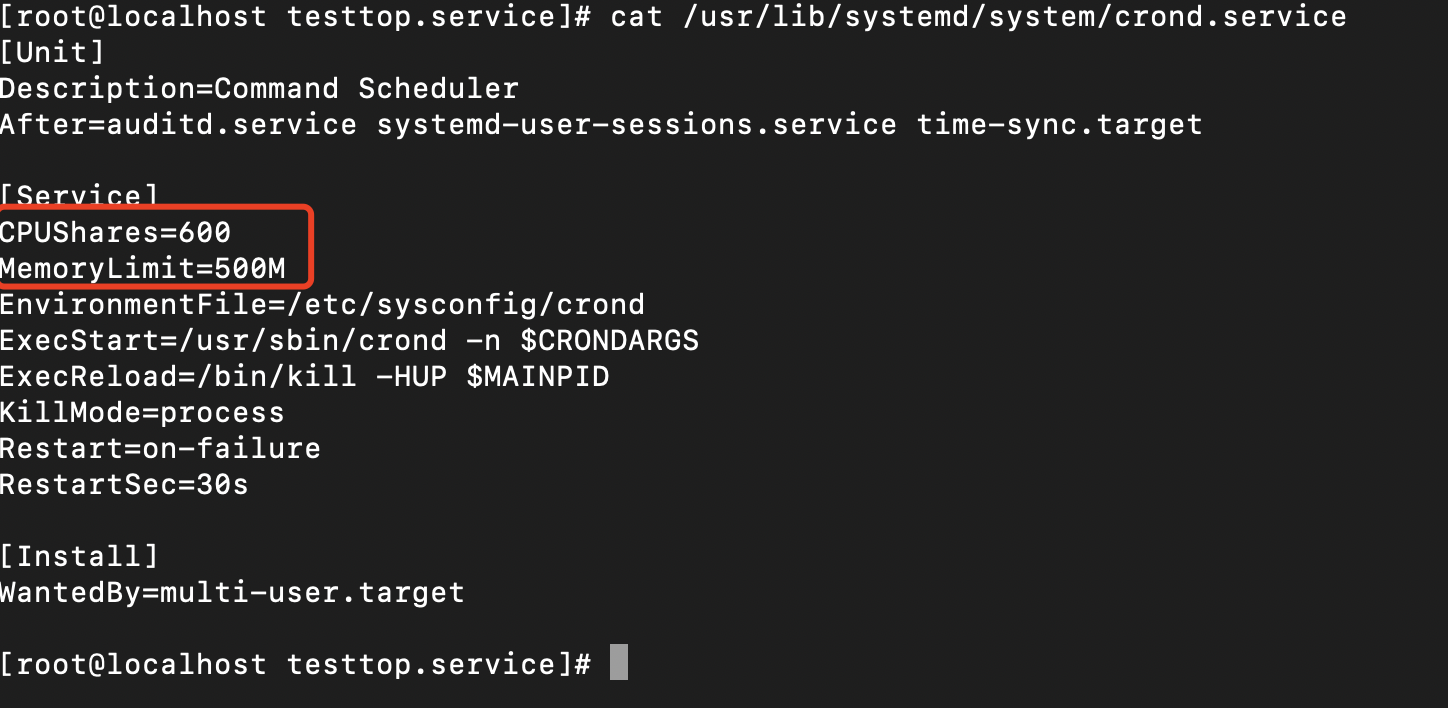 [root@localhost testtop.service]# cat /usr/lib/systemd/system/crond.service
[Unit]
Description=Command Scheduler
After=auditd.service systemd-user-sessions.service time-sync.target
[Service]
CPUShares=600
MemoryLimit=500M
EnvironmentFile=/etc/sysconfig/crond
ExecStart=/usr/sbin/crond -n $CRONDARGS
ExecReload=/bin/kill -HUP $MAINPID
KillMode=process
Restart=on-failure
RestartSec=30s
[Install]
WantedBy=multi-user.target
[root@localhost testtop.service]#